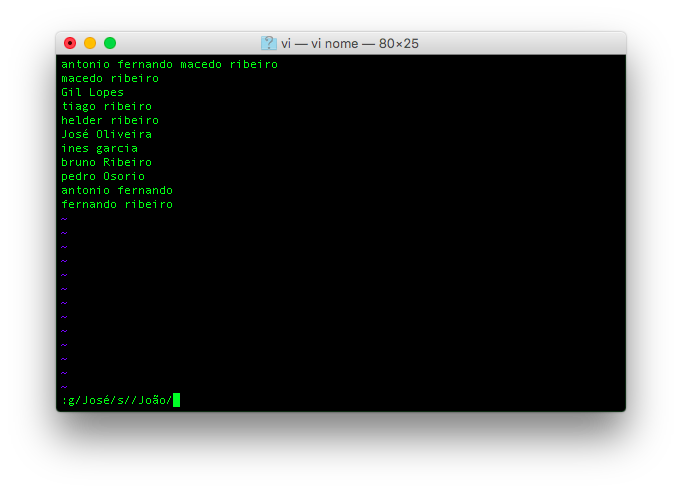 vi — vi nome — 80×25
antonio fernando macedo ribeiro
macedo ribeiro
Gil Lopes
tiago ribeiro
helder ribeiro
José Oliveira
ines garcia
bruno Ribeiro
pedro Osorio
antonio fernando
fernando ribeiro
~
~
~
~
~
~
~
~
~
~
~
~
~
:g/José/s//João/